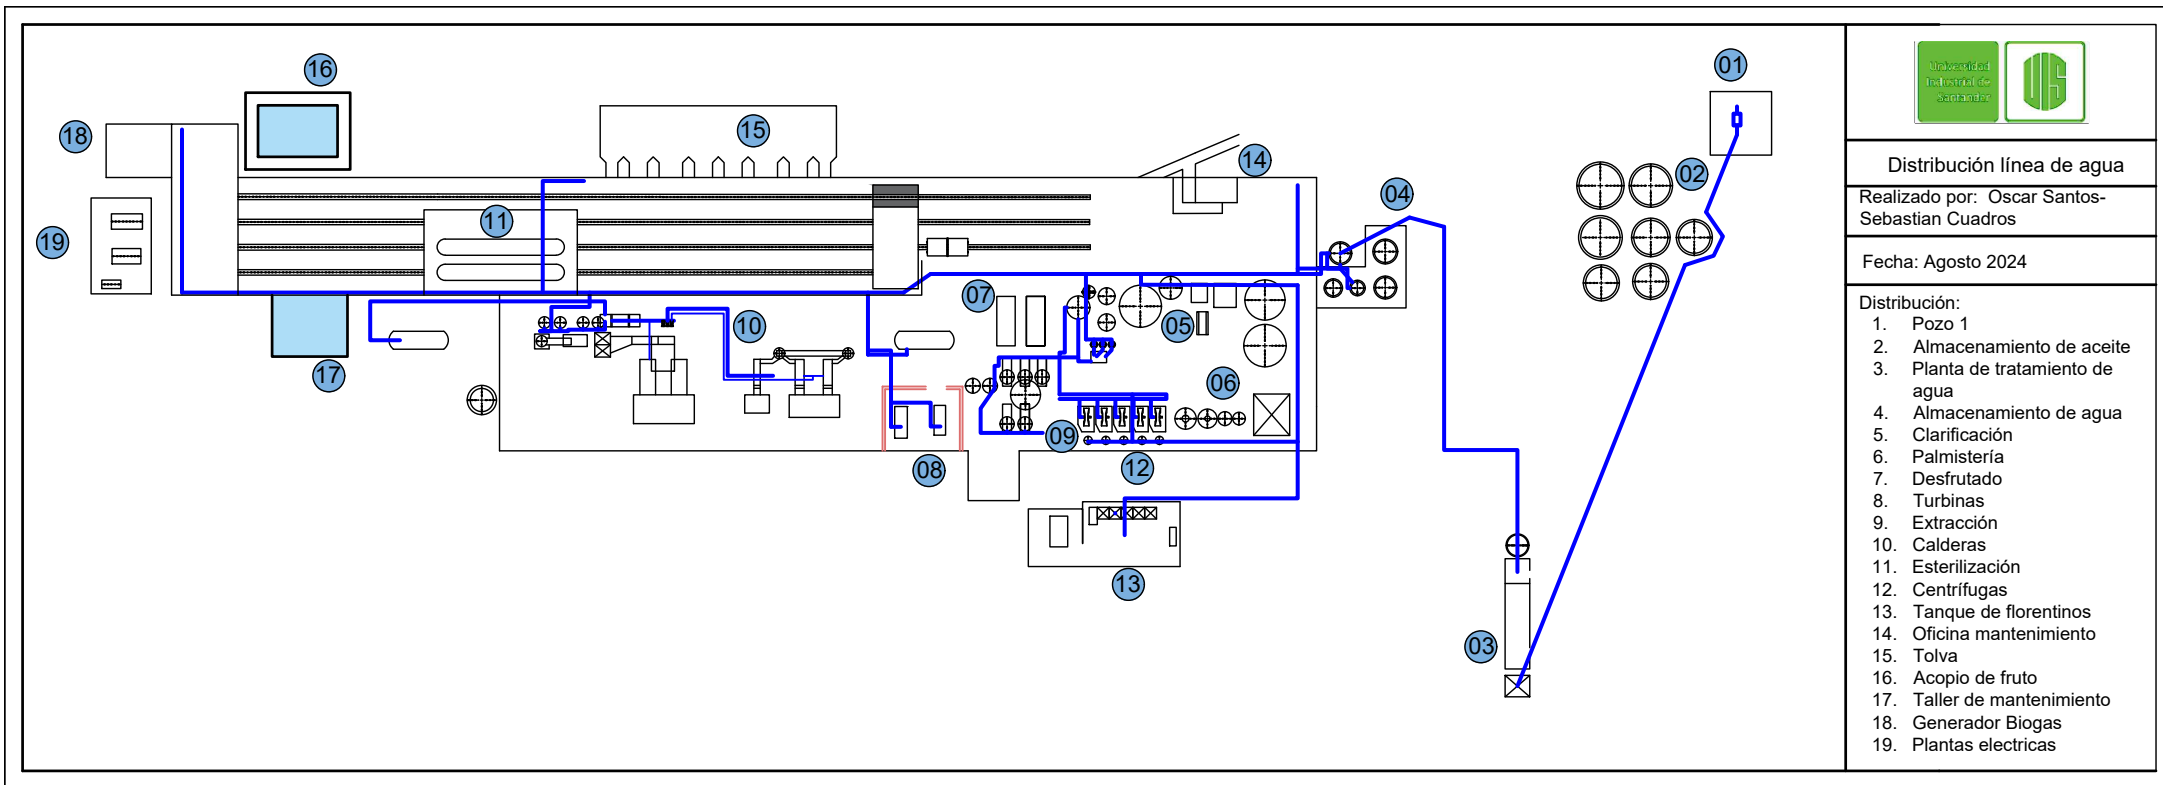 16
01
15
18
14
02
04
11
19
07
10
05
17
06
09
08
12
13
03
Universidad
Industrial de
Santander
UIS
Distribución línea de agua
Realizado por: Oscar Santos-
Sebastian Cuadros
Fecha: Agosto 2024
Distribución:
1. Pozo 1
2. Almacenamiento de aceite
3. Planta de tratamiento de
agua
4. Almacenamiento de agua
5. Clarificación
6. Palmistería
7. Desfrutado
8. Turbinas
9. Extracción
10. Calderas
11. Esterilización
12. Centrífugas
13. Tanque de florentinos
14. Oficina mantenimiento
15. Tolva
16. Acopio de fruto
17. Taller de mantenimiento
18. Generador Biogas
19. Plantas electricas